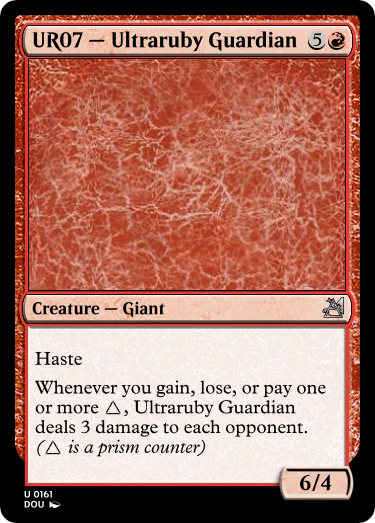 UR07 — Ultraruby Guardian 5
Creature — Giant
Haste
Whenever you gain, lose, or pay one
or more △, Ultraruby Guardian
deals 3 damage to each opponent.
(△ is a prism counter)
6/4
U 0161
DOU